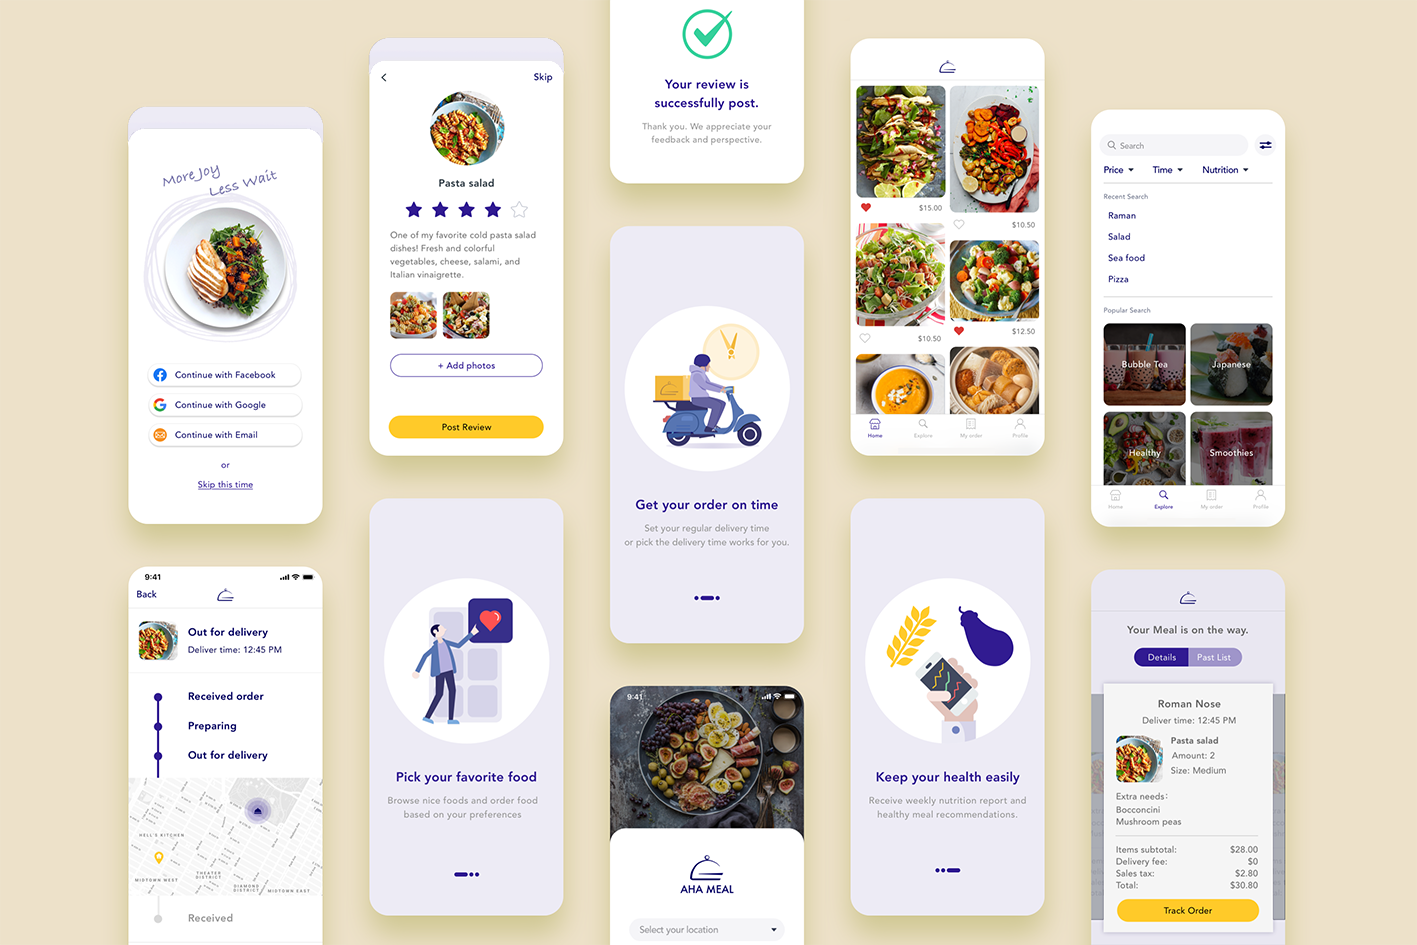 More Joy
Less Wait
Continue with Facebook
Continue with Google
Continue with Email
or
Skip this time
9:41
Back
Out for delivery
Deliver time: 12:45 PM
Received order
Preparing
Out for delivery
HELL'S KITCHEN
THEATER
DISTRICT
MIDTOWN WEST
DIAMOND
DISTRICT
MIDTOWN EAST
Received
Skip
Pasta salad
One of my favorite cold pasta salad
dishes! Fresh and colorful
vegetables, cheese, salami, and
Italian vinaigrette.
+ Add photos
Post Review
Pick your favorite food
Browse nice foods and order food
based on your preferences
Your review is
successfully post.
Thank you. We appreciate your
feedback and perspective.
Get your order on time
Set your regular delivery time
or pick the delivery time works for you.
9:41
AHA MEAL
Select your location
$15.00
$10.50
$10.50
$12.50
Home
Explore
My order
Profile
Keep your health easily
Receive weekly nutrition report and
healthy meal recommendations.
Search
Price
Time
Nutrition
Recent Search
Raman
Salad
Sea food
Pizza
Popular Search
Bubble Tea
Japanese
Healthy
Smoothies
Home
Explore
My order
Profile
Your Meal is on the way.
Details
Past List
Roman Nose
Deliver time: 12:45 PM
Pasta salad
Amount: 2
Size: Medium
Extra needs:
Bocconcini
Mushroom peas
Items subtotal: $28.00
Delivery fee: $0
Sales tax: $2.80
Total: $30.80
Track Order